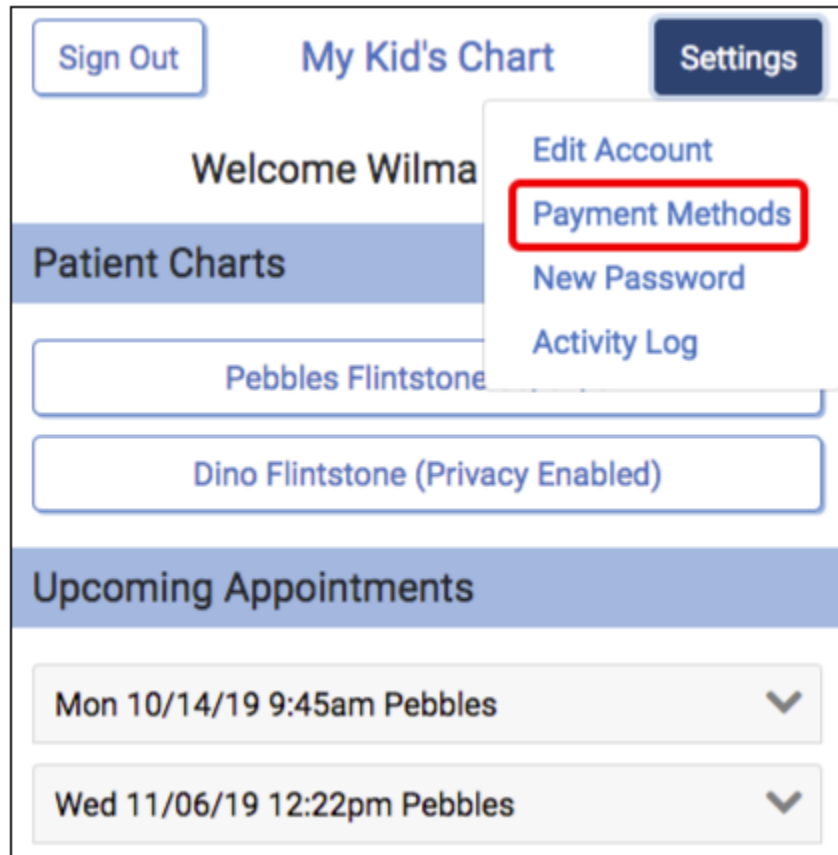 Sign Out My Kid's Chart Settings
Edit Account
Welcome Wilma
Payment Methods
Patient Charts
New Password
Activity Log
Pebbles Flintstone
Dino Flintstone (Privacy Enabled)
Upcoming Appointments
Mon 10/14/19 9:45am Pebbles
Wed 11/06/19 12:22pm Pebbles